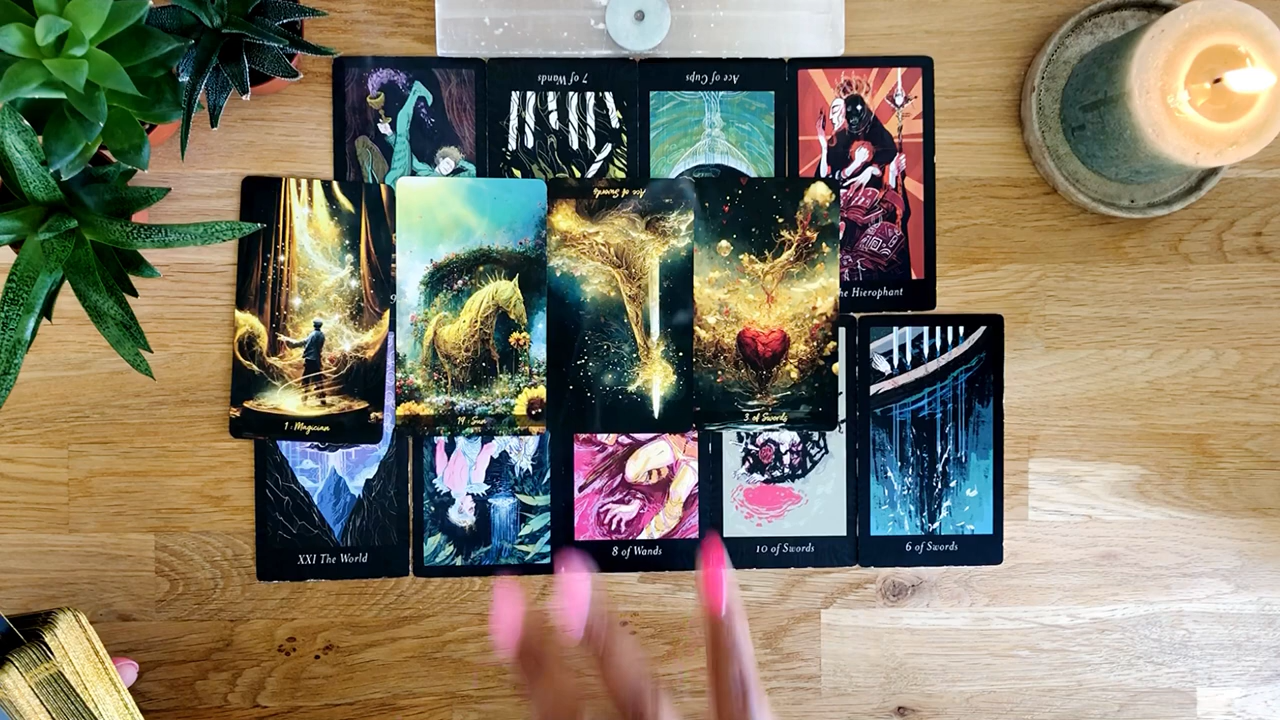 7 of Wands
Ace of Cups
he Hierophant
Ace of Swords
1 : Magician
3 of Swords
XXI The World
8 of Wands
10 of Swords
6 of Swords